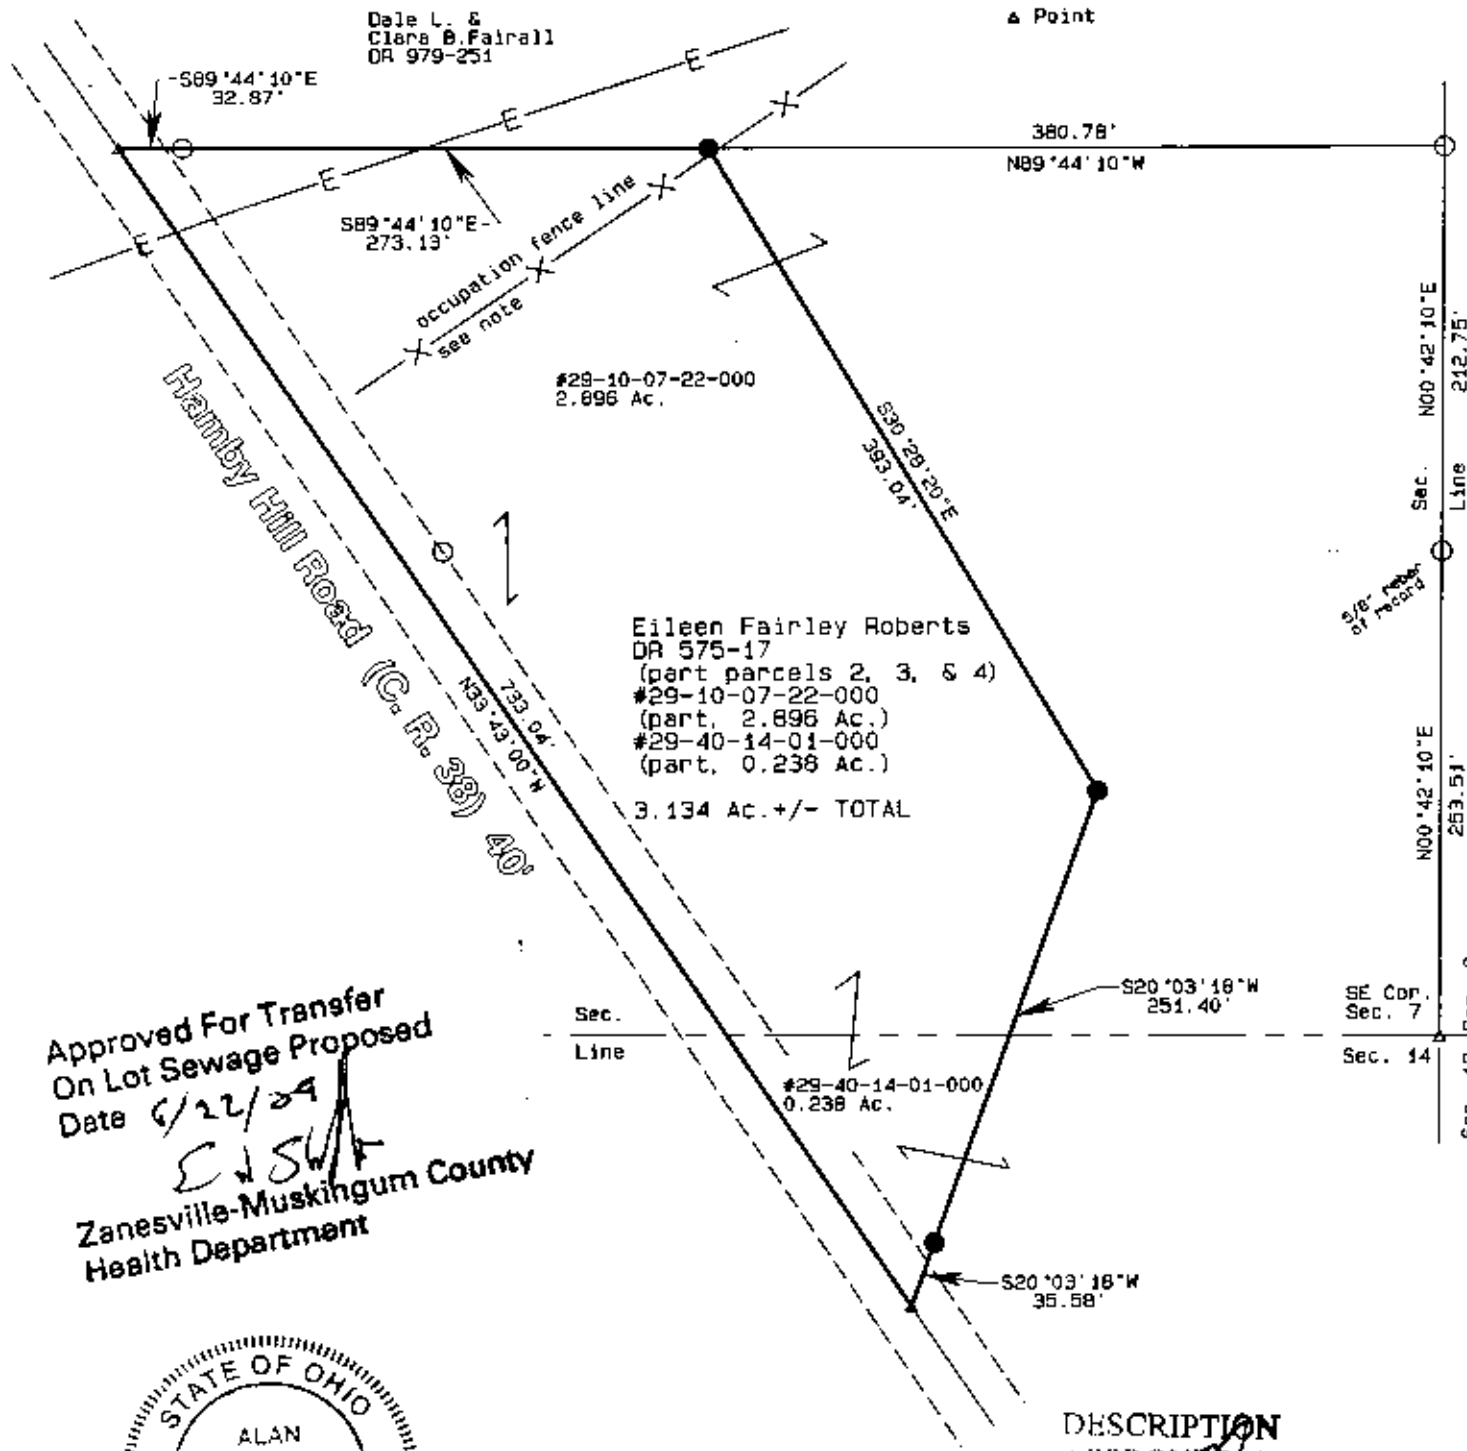 Dale L. &
Clara B. Fairall
DR 979-251
▵ Point
S89°44'10"E
32.87'
380.78'
N89°44'10"W
S89°44'10"E
273.13'
E
E
E
E
X
X
X
X
occupation fence line
see note
#29-10-07-22-000
2.896 Ac.
S30°28'20"E
393.04'
N00°42'10"E
212.75'
Sec.
Line
5/8" rebar
of record
Hamby Hill Road (C. R. 38) 40'
733.04'
N33°43'00"W
Eileen Fairley Roberts
DR 575-17
(part parcels 2, 3, & 4)
#29-10-07-22-000
(part, 2.896 Ac.)
#29-40-14-01-000
(part, 0.238 Ac.)
3.134 Ac.+/- TOTAL
N00°42'10"E
253.51'
S20°03'18"W
251.40'
SE Cor.
Sec. 7
Sec. 14
Sec.
Line
#29-40-14-01-000
0.238 Ac.
S20°03'18"W
35.58'
Approved For Transfer
On Lot Sewage Proposed
Date 6/22/09
Zanesville-Muskingum County
Health Department
STATE OF OHIO
ALAN
DESCRIPTION